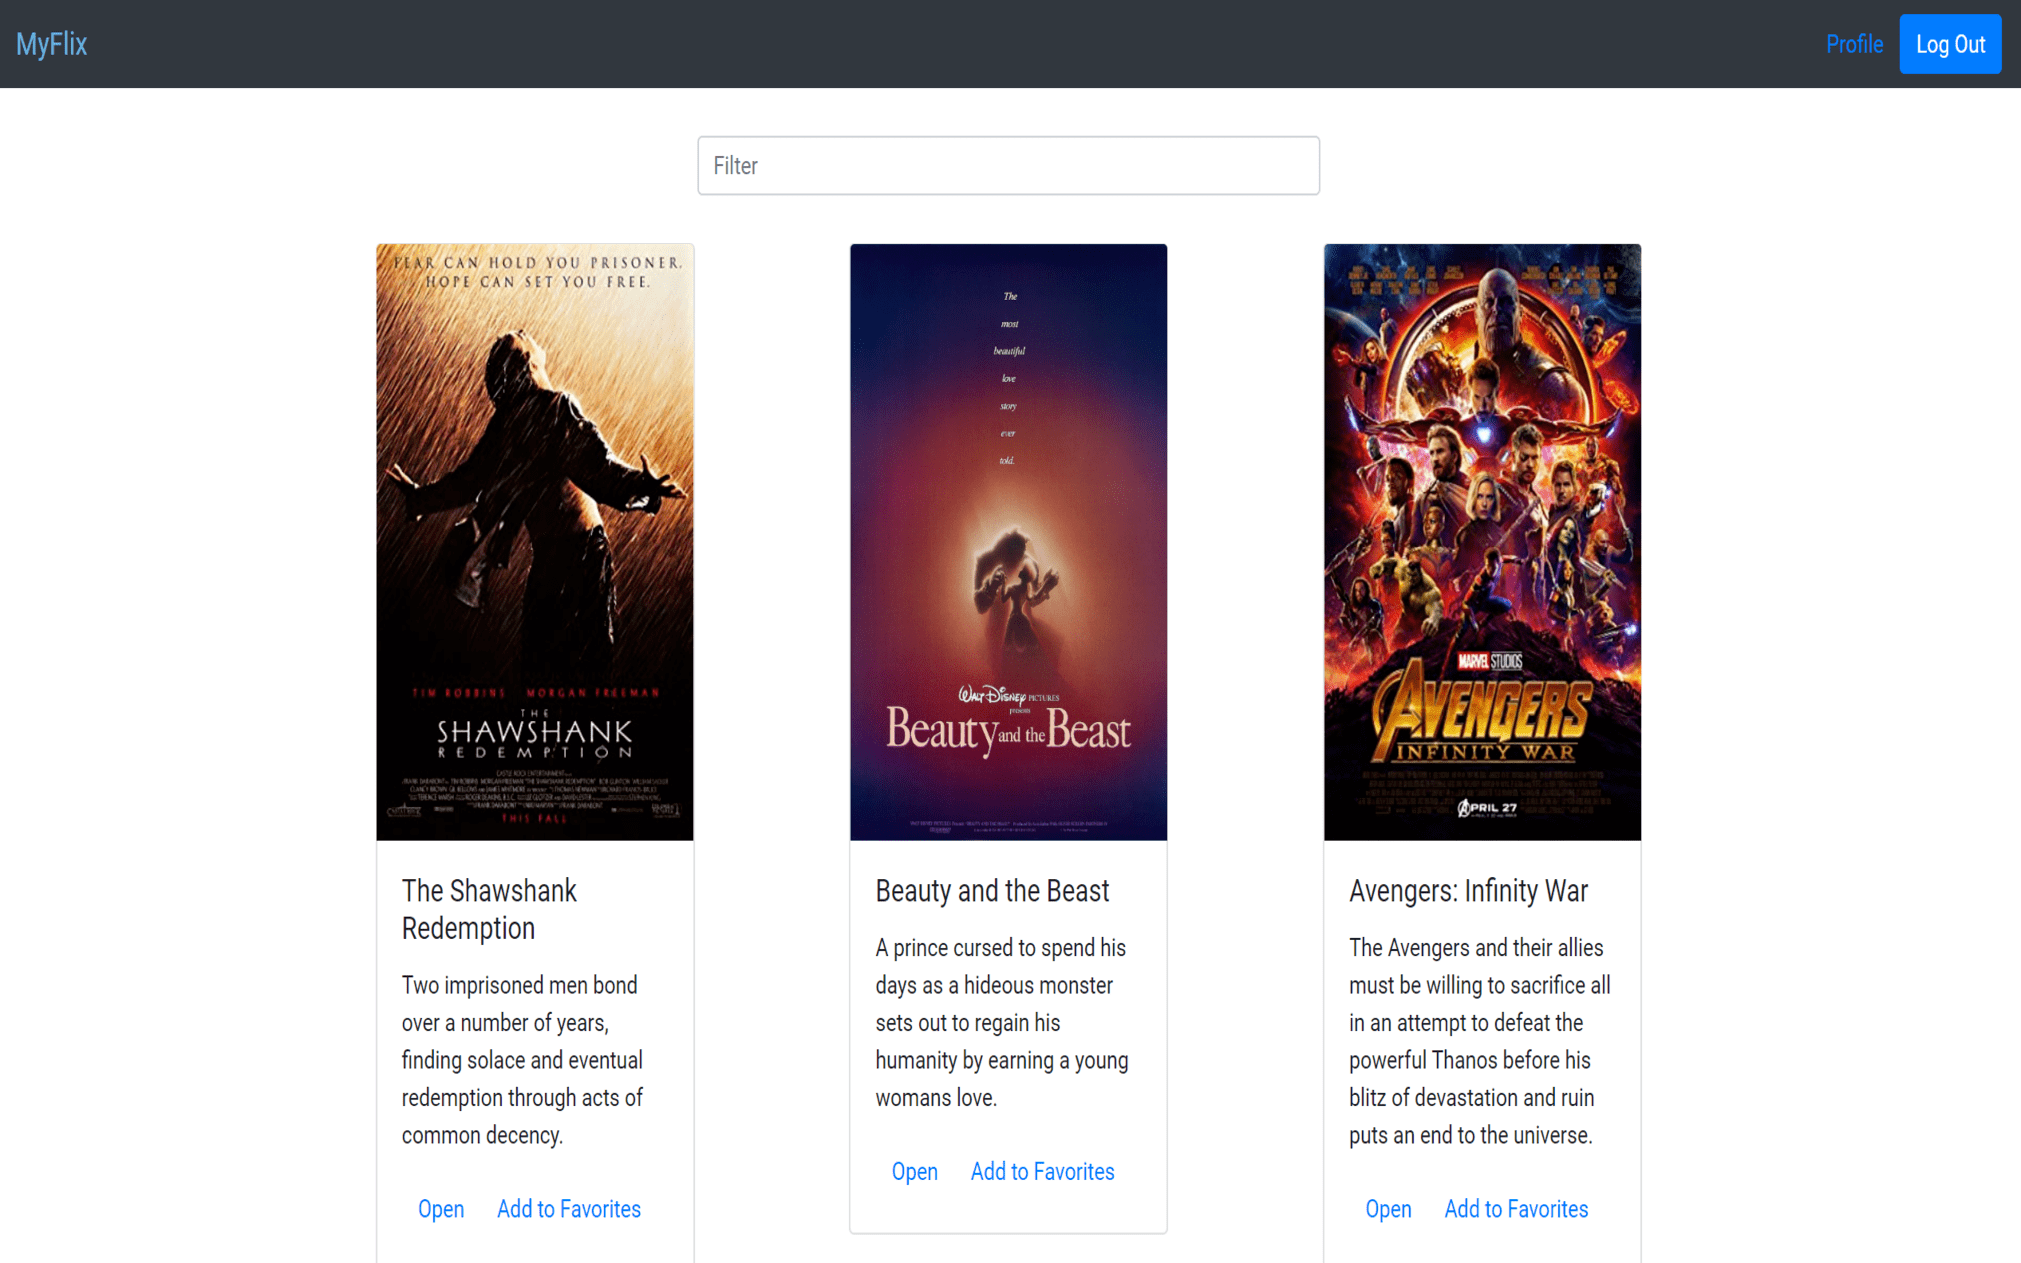 MyFlix
Profile
Log Out
Filter
FEAR CAN HOLD YOU PRISONER.
HOPE CAN SET YOU FREE.
TIM ROBBINS MORGAN FREEMAN
THE
SHAWSHANK
REDEMPTION
CASTLE ROCK ENTERTAINMENT
THIS FALL
The Shawshank
Redemption
Two imprisoned men bond
over a number of years,
finding solace and eventual
redemption through acts of
common decency.
Open Add to Favorites
The
most
beautiful
love
story
ever
told.
WALT DISNEY PICTURES
presents
Beauty and the Beast
Beauty and the Beast
A prince cursed to spend his
days as a hideous monster
sets out to regain his
humanity by earning a young
womans love.
Open Add to Favorites
MARVEL STUDIOS
AVENGERS
INFINITY WAR
APRIL 27
Avengers: Infinity War
The Avengers and their allies
must be willing to sacrifice all
in an attempt to defeat the
powerful Thanos before his
blitz of devastation and ruin
puts an end to the universe.
Open Add to Favorites